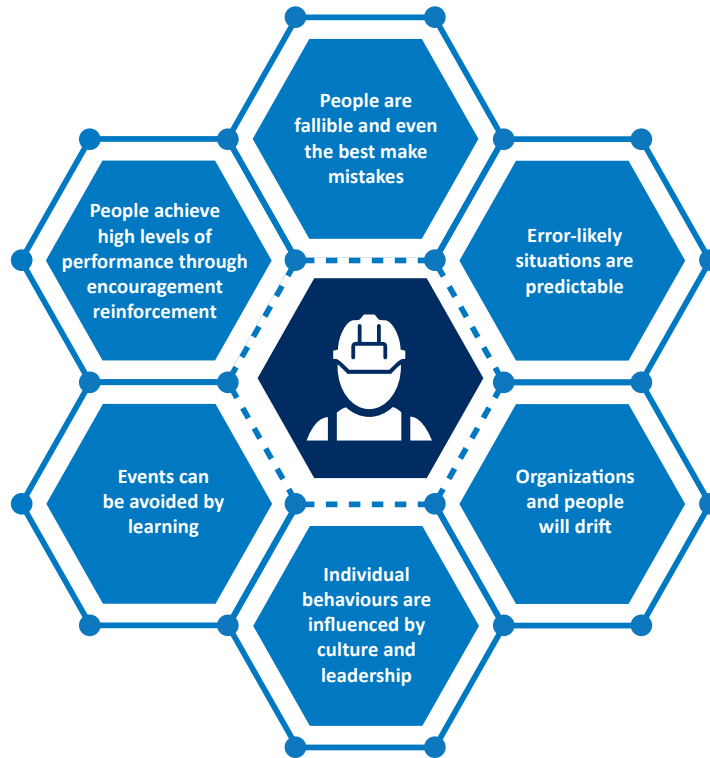 People are
fallible and even
the best make
mistakes
Error-likely
situations are
predictable
Organizations
and people
will drift
Individual
behaviours are
influenced by
culture and
leadership
Events can
be avoided by
learning
People achieve
high levels of
performance through
encouragement
reinforcement